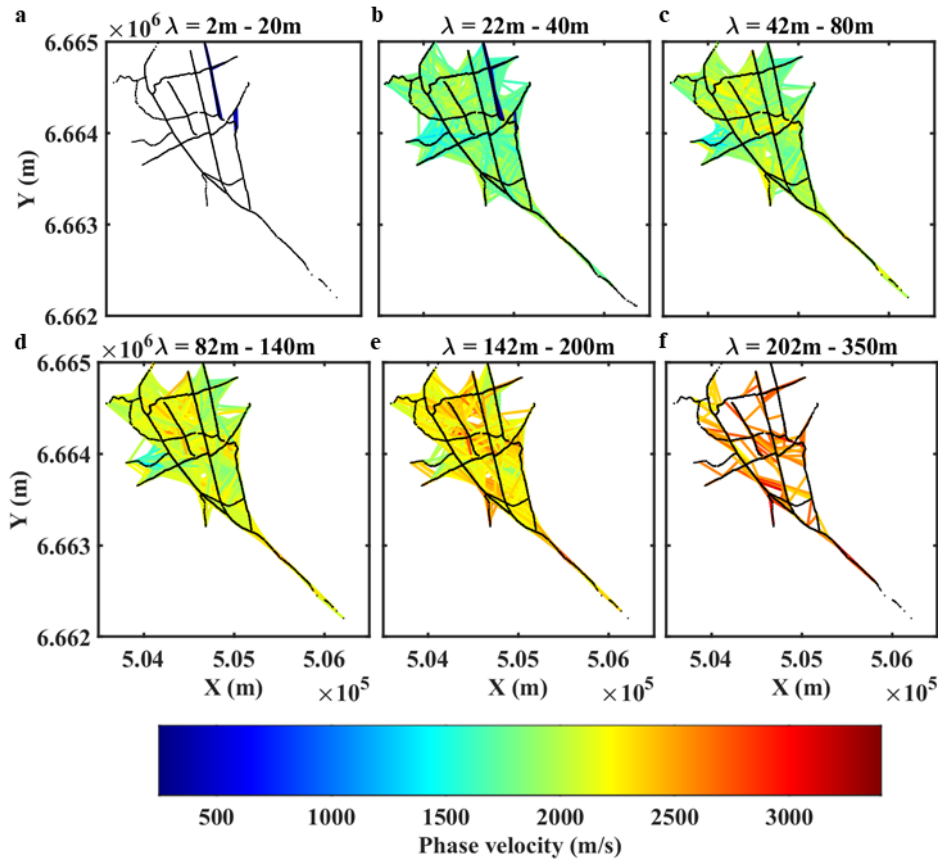 a λ = 2m - 20m b λ = 22m - 40m c λ = 42m - 80m
6.665 × 10⁶
6.664
Y (m)
6.663
6.662
d × 10⁶ λ = 82m - 140m e λ = 142m - 200m f λ = 202m - 350m
6.665
6.664
Y (m)
6.663
6.662
5.04 5.05 5.06 5.04 5.05 5.06 5.04 5.05 5.06
X (m) ×10⁵ X (m) ×10⁵ X (m) ×10⁵
500 1000 1500 2000 2500 3000
Phase velocity (m/s)